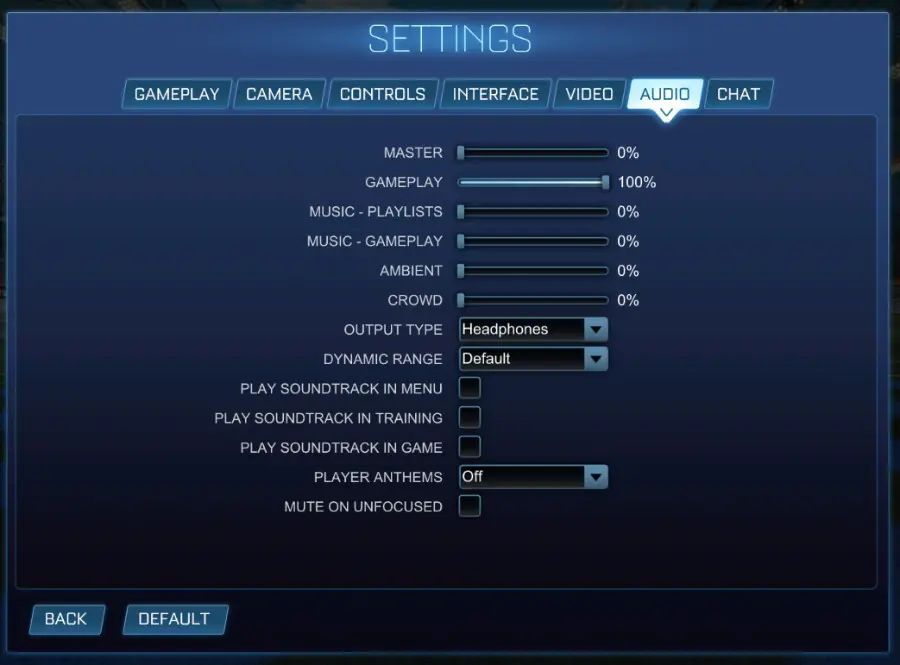 SETTINGS
GAMEPLAY CAMERA CONTROLS INTERFACE VIDEO AUDIO CHAT
MASTER 0%
GAMEPLAY 100%
MUSIC - PLAYLISTS 0%
MUSIC - GAMEPLAY 0%
AMBIENT 0%
CROWD 0%
OUTPUT TYPE Headphones
DYNAMIC RANGE Default
PLAY SOUNDTRACK IN MENU
PLAY SOUNDTRACK IN TRAINING
PLAY SOUNDTRACK IN GAME
PLAYER ANTHEMS Off
MUTE ON UNFOCUSED
BACK DEFAULT